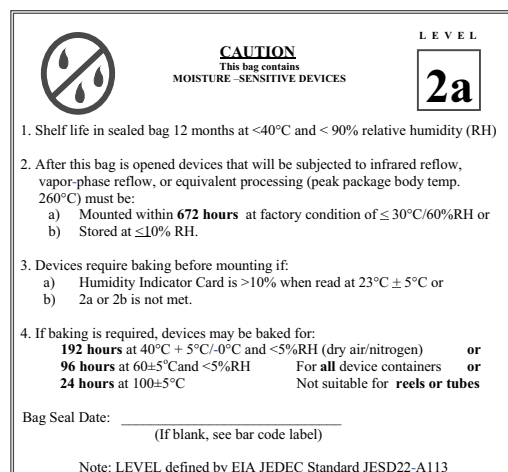 LEVEL
CAUTION
This bag contains
MOISTURE –SENSITIVE DEVICES
2a
1. Shelf life in sealed bag 12 months at <40°C and < 90% relative humidity (RH)
2. After this bag is opened devices that will be subjected to infrared reflow,
vapor-phase reflow, or equivalent processing (peak package body temp.
260°C) must be:
a) Mounted within 672 hours at factory condition of ≤ 30°C/60%RH or
b) Stored at ≤10% RH.
3. Devices require baking before mounting if:
a) Humidity Indicator Card is >10% when read at 23°C ± 5°C or
b) 2a or 2b is not met.
4. If baking is required, devices may be baked for:
192 hours at 40°C + 5°C/-0°C and <5%RH (dry air/nitrogen) or
96 hours at 60±5°Cand <5%RH For all device containers or
24 hours at 100±5°C Not suitable for reels or tubes
Bag Seal Date: ______________________________
(If blank, see bar code label)
Note: LEVEL defined by EIA JEDEC Standard JESD22-A113